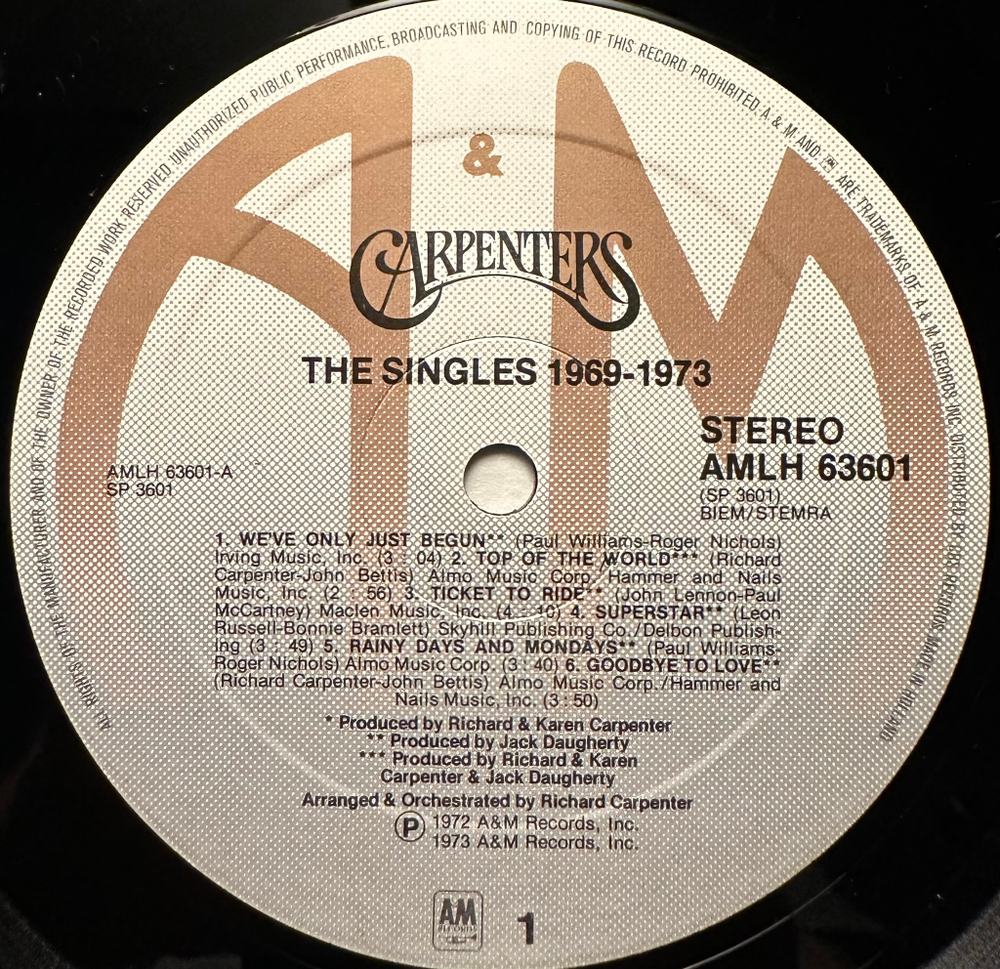 ALL RIGHTS OF THE MANUFACTURER AND OF THE OWNER OF THE RECORDED WORK RESERVED UNAUTHORIZED PUBLIC PERFORMANCE, BROADCASTING AND COPYING OF THIS RECORD PROHIBITED A & M AND AM ARE TRADEMARKS OF A & M RECORDS INC. DISTRIBUTED BY CBS RECORDS MADE IN HOLLAND
A & M
CARPENTERS
THE SINGLES 1969-1973
STEREO
AMLH 63601
(SP 3601)
BIEM/STEMRA
AMLH 63601-A
SP 3601
1. WE'VE ONLY JUST BEGUN** (Paul Williams-Roger Nichols)
Irving Music, Inc. (3 : 04) 2. TOP OF THE WORLD*** (Richard
Carpenter-John Bettis) Almo Music Corp./Hammer and Nails
Music, Inc. (2 : 56) 3. TICKET TO RIDE** (John Lennon-Paul
McCartney) Maclen Music, Inc. (4 : 10) 4. SUPERSTAR** (Leon
Russell-Bonnie Bramlett) Skyhill Publishing Co./Delbon Publish-
ing (3 : 49) 5. RAINY DAYS AND MONDAYS** (Paul Williams-
Roger Nichols) Almo Music Corp. (3 : 40) 6. GOODBYE TO LOVE**
(Richard Carpenter-John Bettis) Almo Music Corp./Hammer and
Nails Music, Inc. (3 : 50)
* Produced by Richard & Karen Carpenter
** Produced by Jack Daugherty
*** Produced by Richard & Karen
Carpenter & Jack Daugherty
Arranged & Orchestrated by Richard Carpenter
Ⓟ 1972 A&M Records, Inc.
1973 A&M Records, Inc.
AM
RECORDS
1